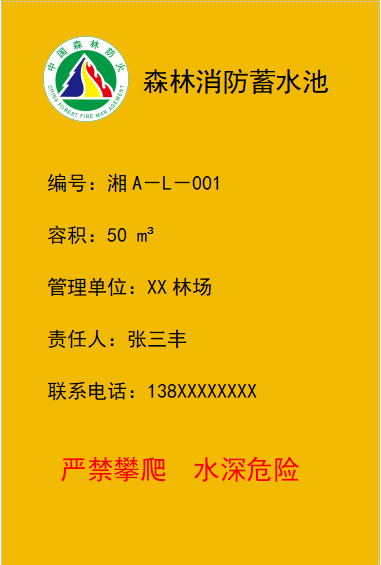 中国森林防火
CHINA FOREST FIRE MAN AGEMENT
森林消防蓄水池
编号：湘A－L－001
容积：50 m³
管理单位：XX林场
责任人：张三丰
联系电话：138XXXXXXXX
严禁攀爬 水深危险